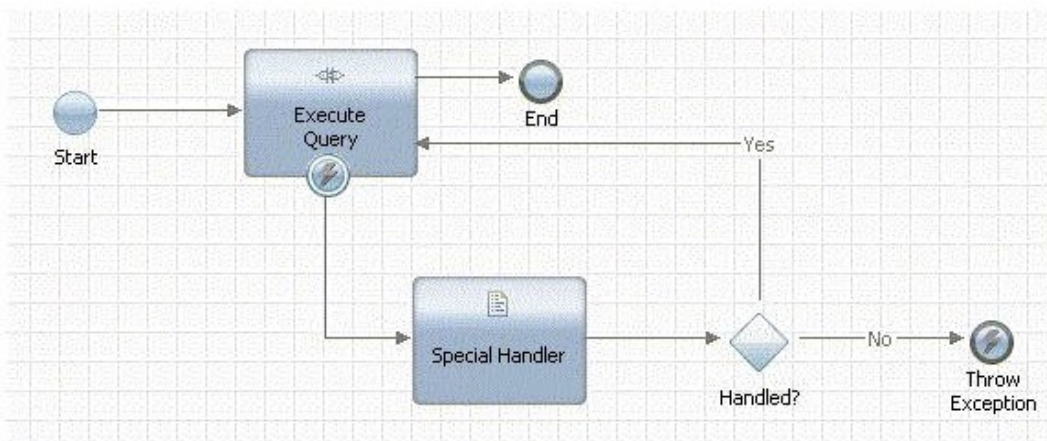 Execute
Query
End
Start
Yes
Special Handler
No
Handled?
Throw
Exception